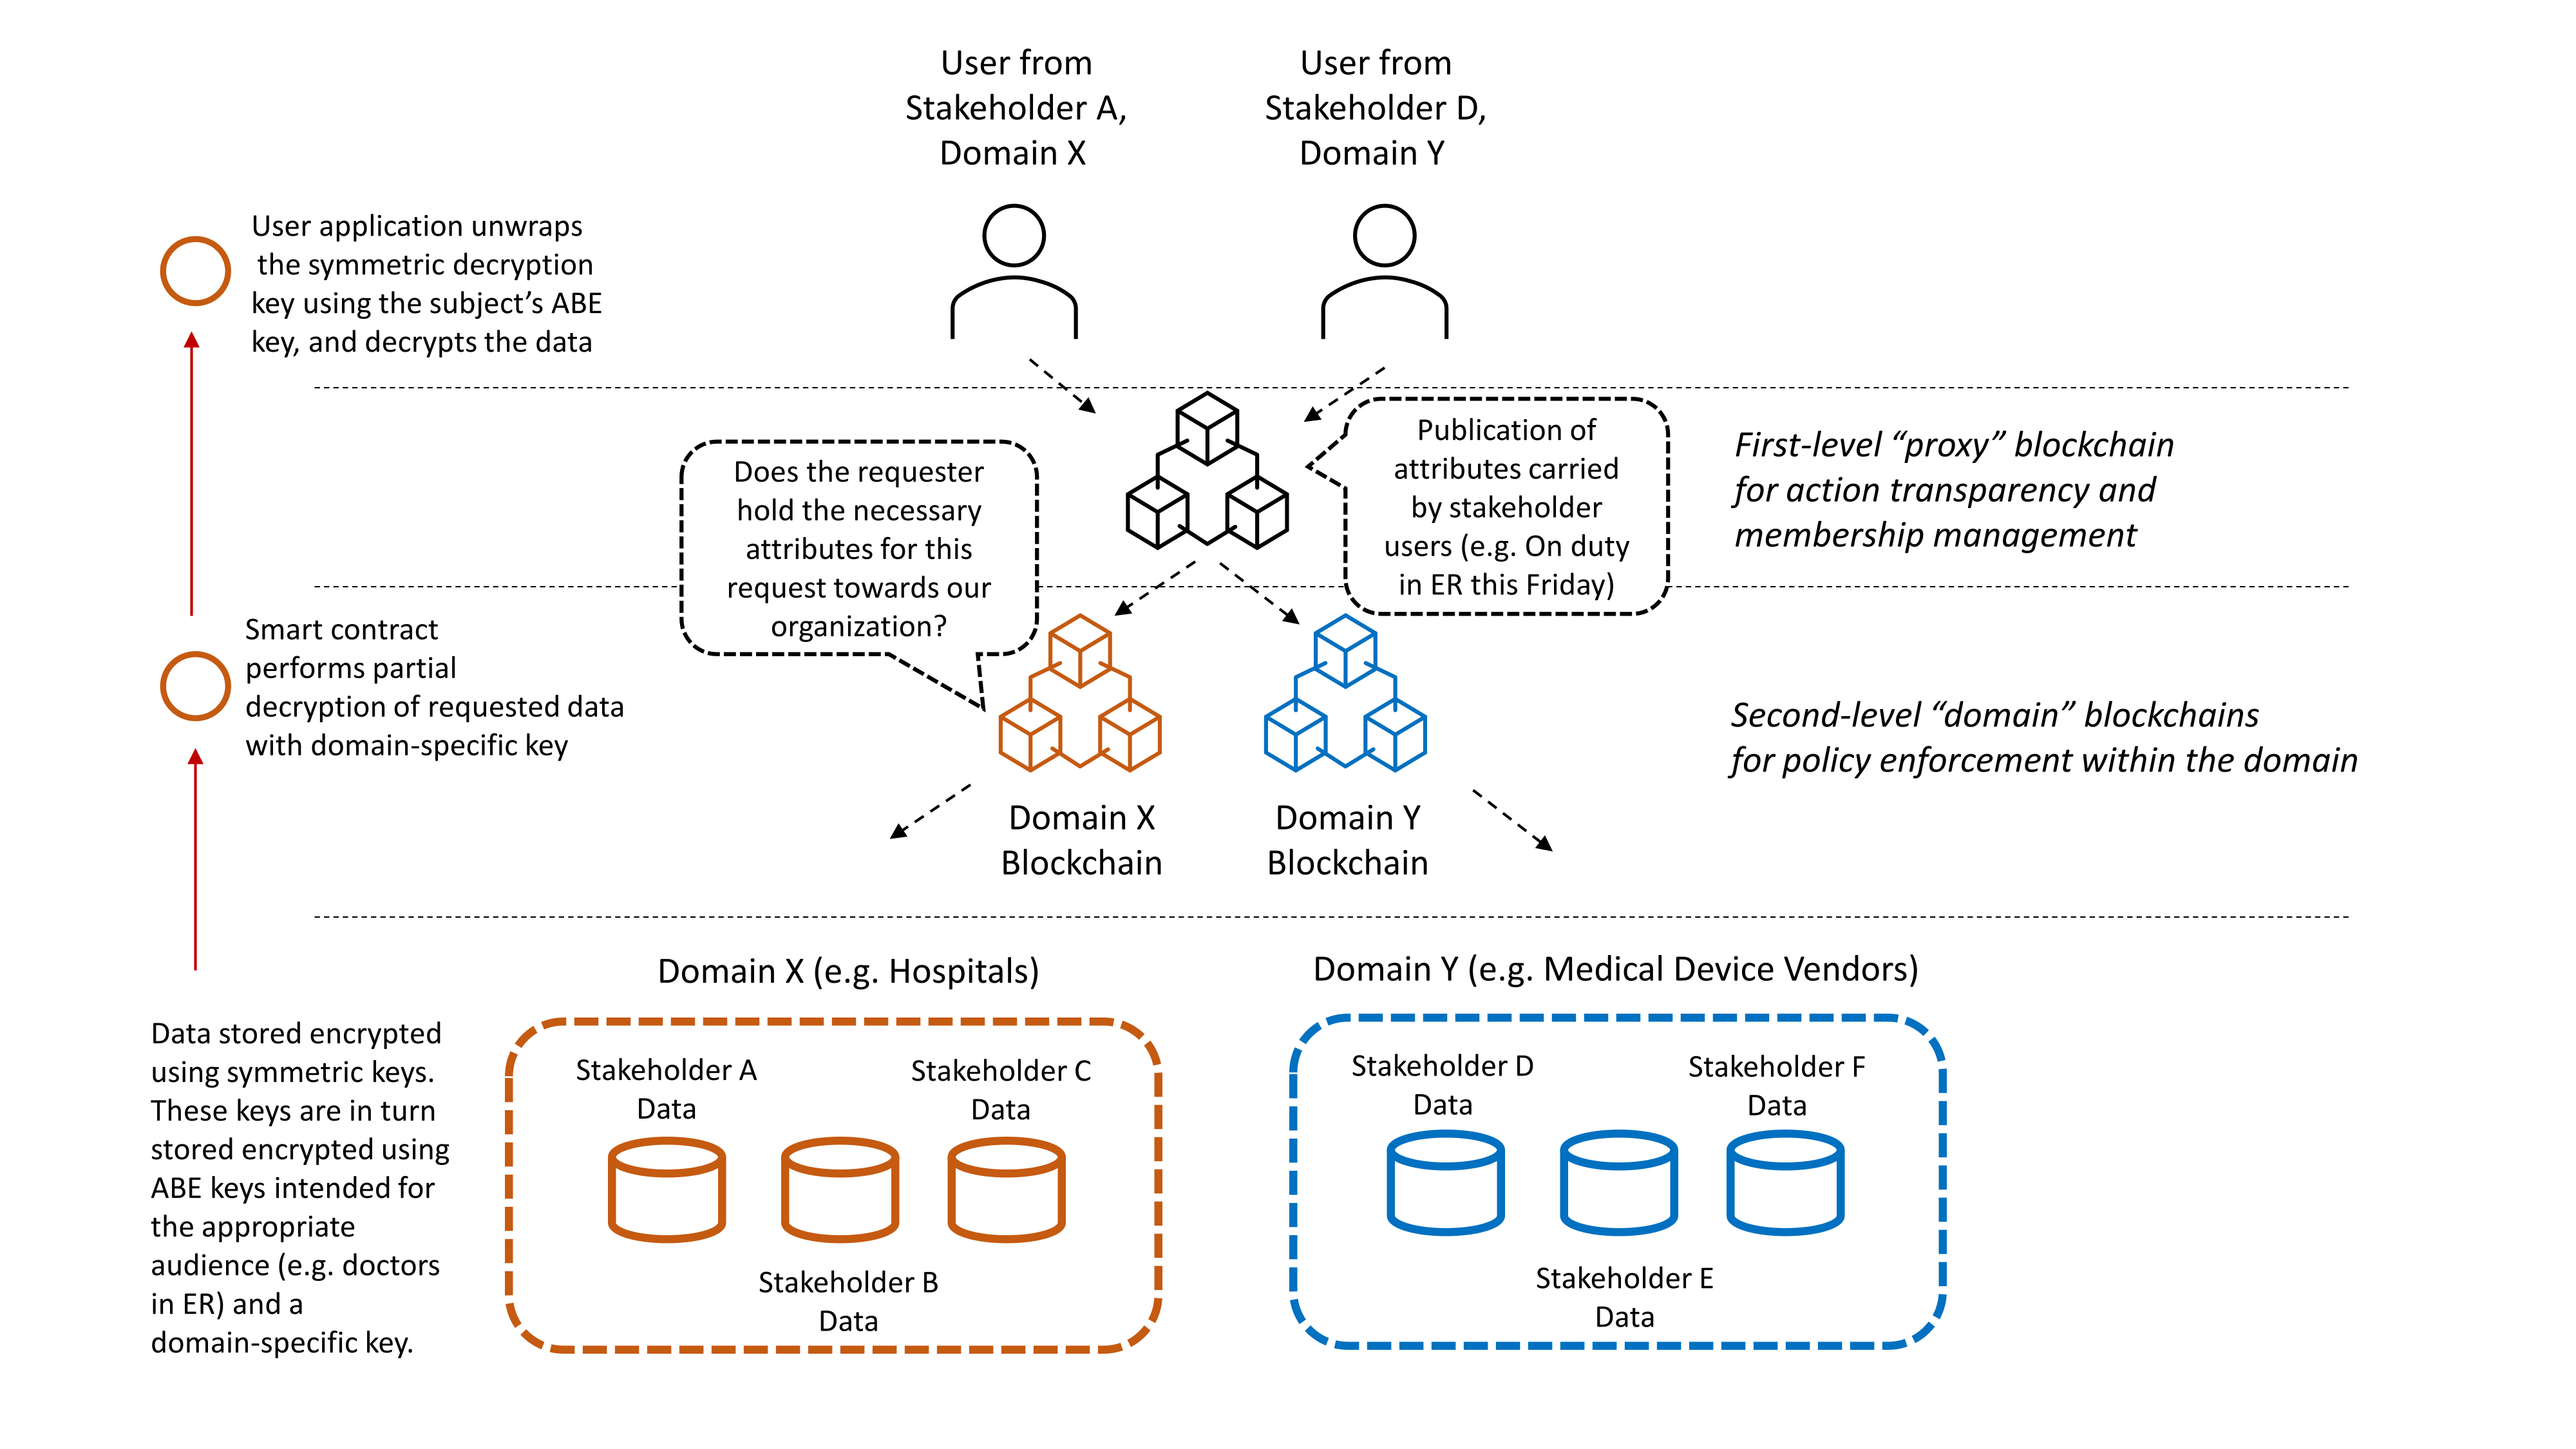 User from
Stakeholder A,
Domain X
User from
Stakeholder D,
Domain Y
User application unwraps
the symmetric decryption
key using the subject’s ABE
key, and decrypts the data
Does the requester
hold the necessary
attributes for this
request towards our
organization?
Publication of
attributes carried
by stakeholder
users (e.g. On duty
in ER this Friday)
First-level “proxy” blockchain
for action transparency and
membership management
Smart contract
performs partial
decryption of requested data
with domain-specific key
Second-level “domain” blockchains
for policy enforcement within the domain
Domain X
Blockchain
Domain Y
Blockchain
Data stored encrypted
using symmetric keys.
These keys are in turn
stored encrypted using
ABE keys intended for
the appropriate
audience (e.g. doctors
in ER) and a
domain-specific key.
Domain X (e.g. Hospitals)
Stakeholder A
Data
Stakeholder C
Data
Stakeholder B
Data
Domain Y (e.g. Medical Device Vendors)
Stakeholder D
Data
Stakeholder F
Data
Stakeholder E
Data